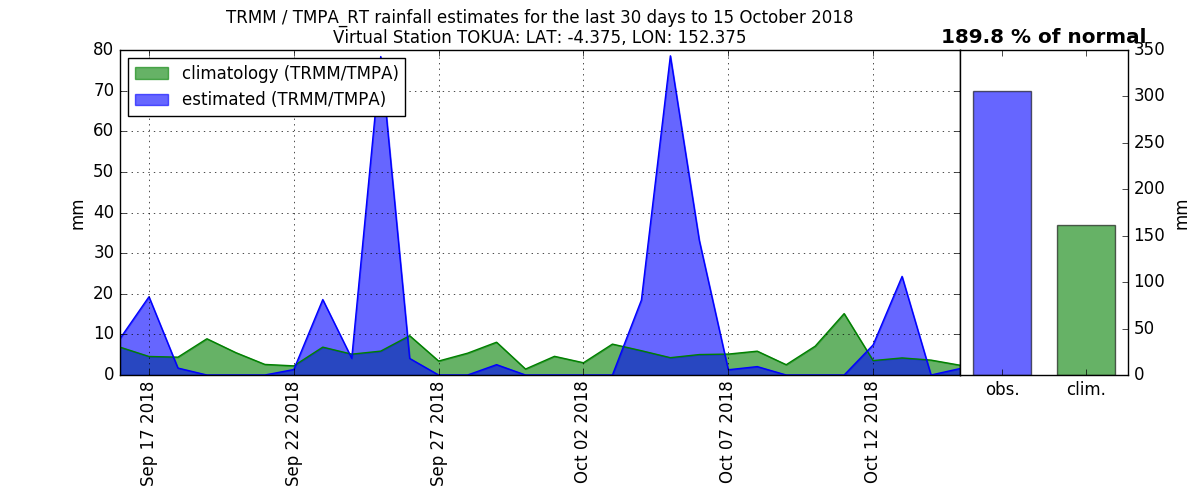 TRMM / TMPA_RT rainfall estimates for the last 30 days to 15 October 2018
Virtual Station TOKUA: LAT: -4.375, LON: 152.375
189.8 % of normal
climatology (TRMM/TMPA)
estimated (TRMM/TMPA)
80
70
60
50
40
30
20
10
0
mm
Sep 17 2018
Sep 22 2018
Sep 27 2018
Oct 02 2018
Oct 07 2018
Oct 12 2018
obs.
clim.
350
300
250
200
150
100
50
0
mm